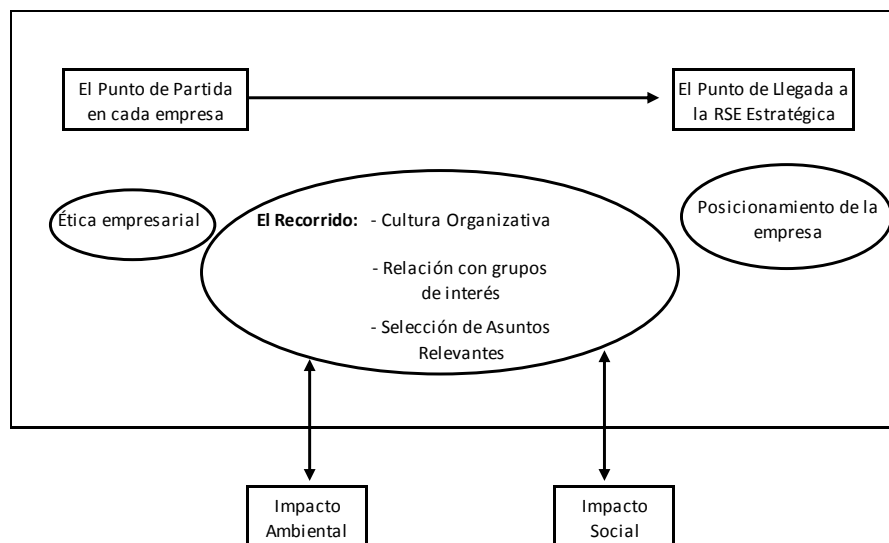 El Punto de Partida
en cada empresa
El Punto de Llegada a
la RSE Estratégica
Ética empresarial
El Recorrido: - Cultura Organizativa
- Relación con grupos
de interés
- Selección de Asuntos
Relevantes
Posicionamiento de la
empresa
Impacto
Ambiental
Impacto
Social